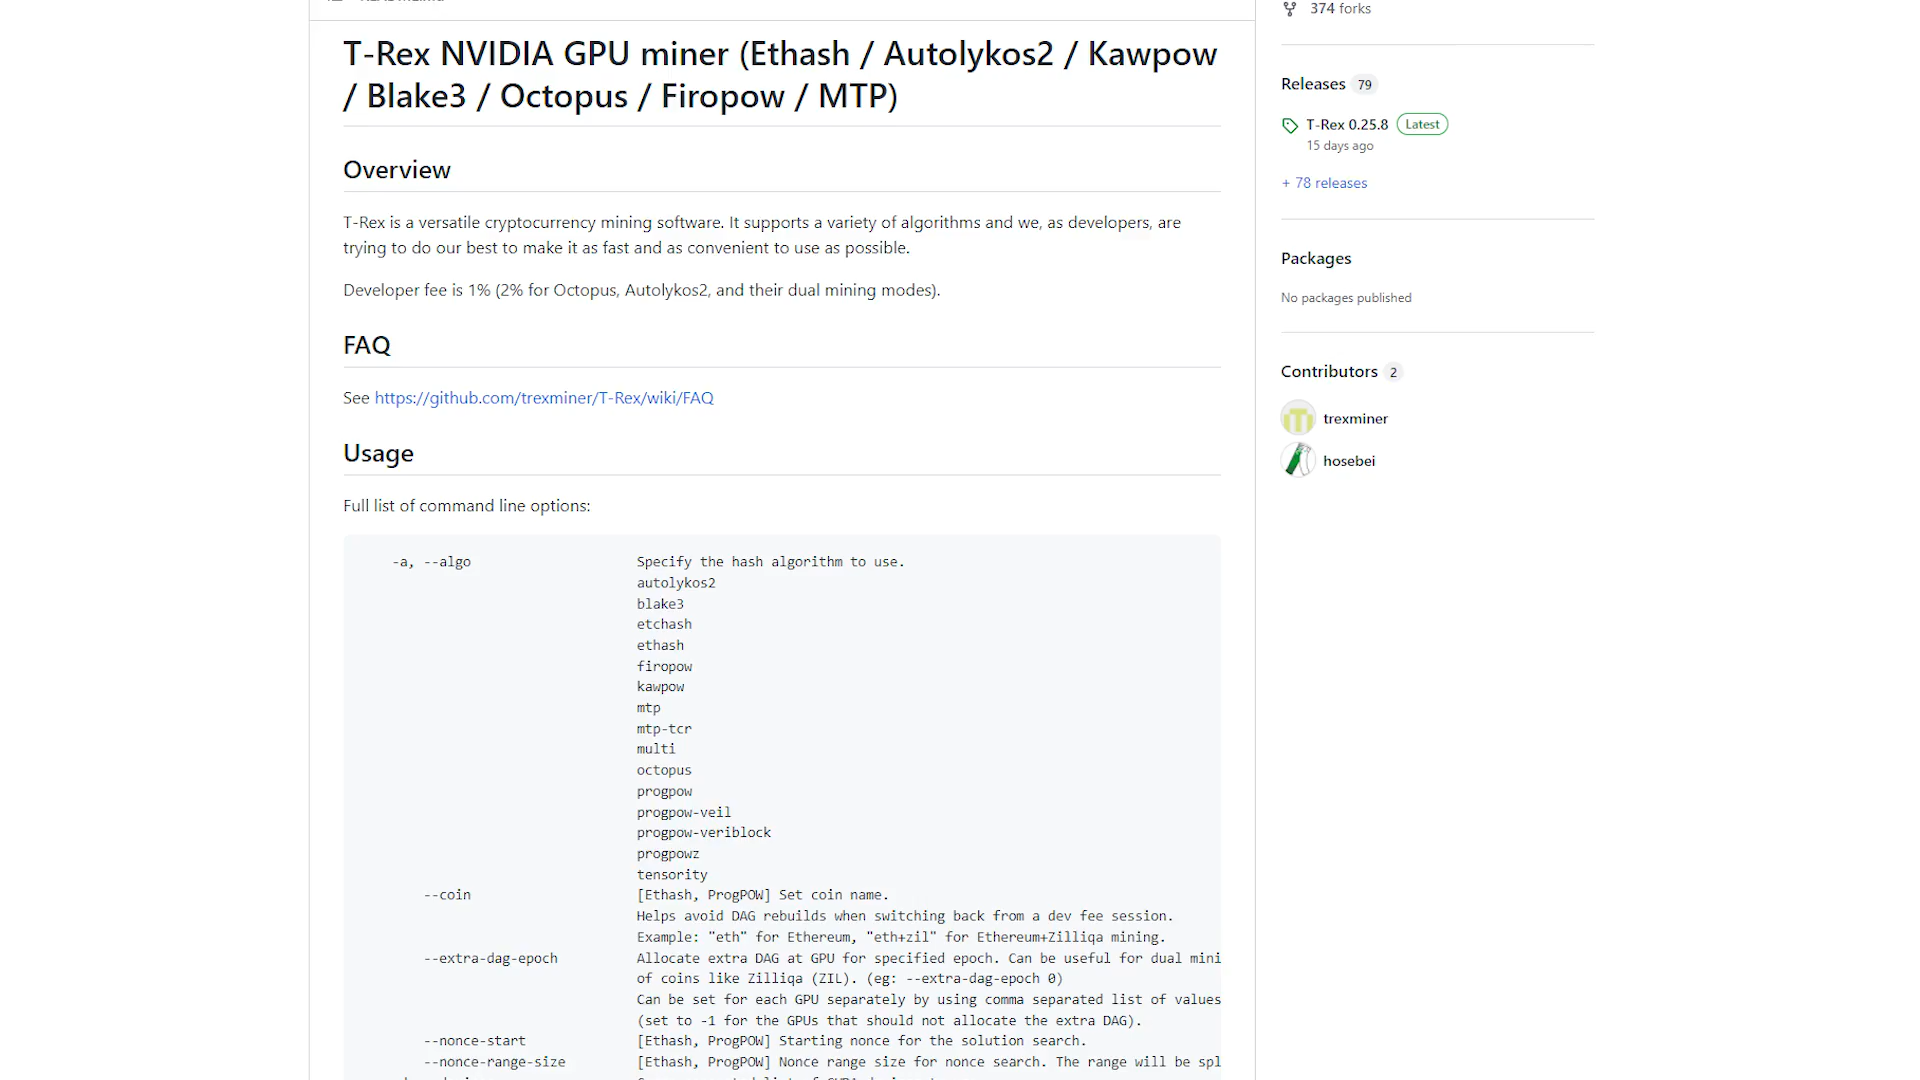 T-Rex NVIDIA GPU miner (Ethash / Autolykos2 / Kawpow
/ Blake3 / Octopus / Firopow / MTP)
Overview
T-Rex is a versatile cryptocurrency mining software. It supports a variety of algorithms and we, as developers, are
trying to do our best to make it as fast and as convenient to use as possible.
Developer fee is 1% (2% for Octopus, Autolykos2, and their dual mining modes).
FAQ
See https://github.com/trexminer/T-Rex/wiki/FAQ
Usage
Full list of command line options:
-a, --algo Specify the hash algorithm to use.
autolykos2
blake3
etchash
ethash
firopow
kawpow
mtp
mtp-tcr
multi
octopus
progpow
progpow-veil
progpow-veriblock
progpowz
tensority
--coin [Ethash, ProgPOW] Set coin name.
Helps avoid DAG rebuilds when switching back from a dev fee session.
Example: "eth" for Ethereum, "eth+zil" for Ethereum+Zilliqa mining.
--extra-dag-epoch Allocate extra DAG at GPU for specified epoch. Can be useful for dual mini
of coins like Zilliqa (ZIL). (eg: --extra-dag-epoch 0)
Can be set for each GPU separately by using comma separated list of values
(set to -1 for the GPUs that should not allocate the extra DAG).
--nonce-start [Ethash, ProgPOW] Starting nonce for the solution search.
--nonce-range-size [Ethash, ProgPOW] Nonce range size for nonce search. The range will be spl
374 forks
Releases 79
T-Rex 0.25.8 Latest
15 days ago
+ 78 releases
Packages
No packages published
Contributors 2
trexminer
hosebei